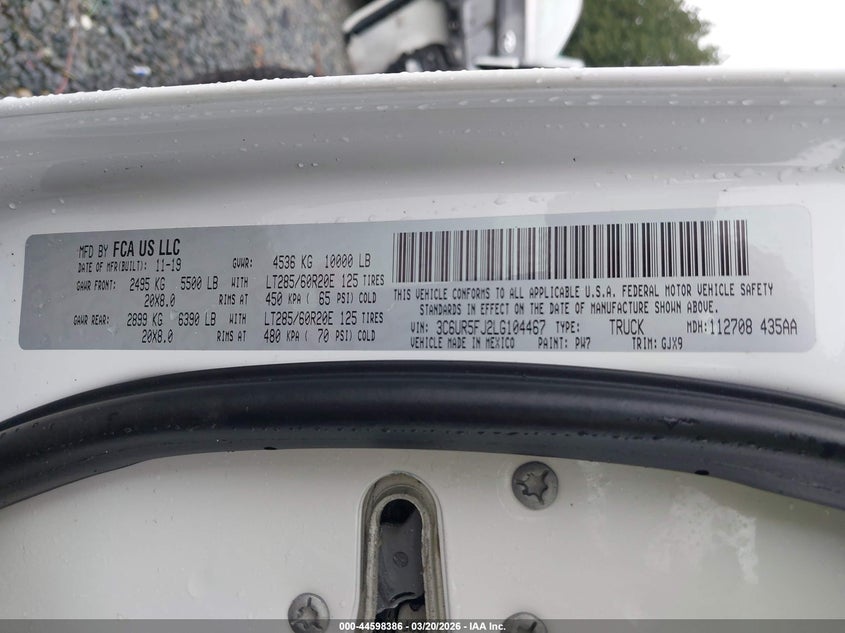 MFD BY FCA US LLC
DATE OF MFR(BUILT): 11-19 GVWR: 4536 KG 10000 LB
GAWR FRONT: 2495 KG 5500 LB WITH LT285/60R20E 125 TIRES
20X8.0 RIMS AT 450 KPA ( 65 PSI) COLD
GAWR REAR: 2899 KG 6390 LB WITH LT285/60R20E 125 TIRES
20X8.0 RIMS AT 480 KPA ( 70 PSI) COLD
THIS VEHICLE CONFORMS TO ALL APPLICABLE U.S.A. FEDERAL MOTOR VEHICLE SAFETY
STANDARDS IN EFFECT ON THE DATE OF MANUFACTURE SHOWN ABOVE.
VIN: 3C6UR5FJ2LG104467 TYPE: TRUCK MDH:112708 435AA
VEHICLE MADE IN MEXICO PAINT: PW7 TRIM: GJX9
000-44598386 - 03/20/2026 - IAA Inc.